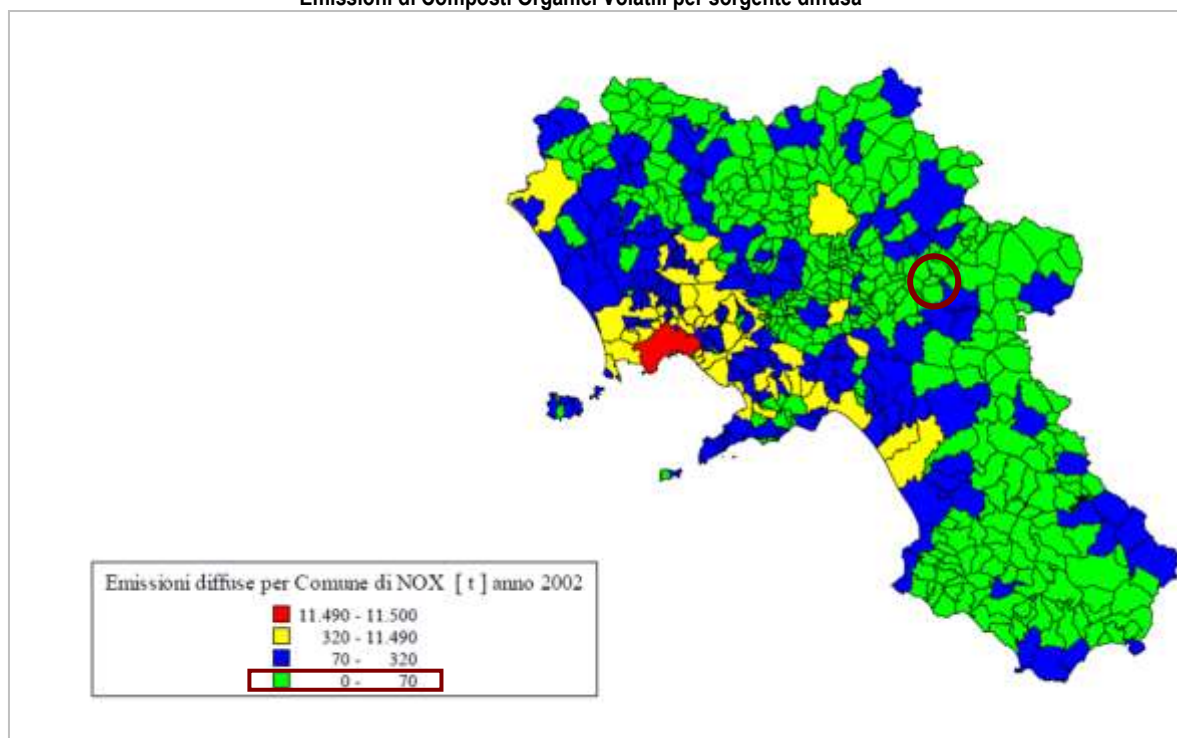 Emissioni di Composti Organici Volatili per sorgente diffusa
Emissioni diffuse per Comune di NOX [ t ] anno 2002
11.490 - 11.500
320 - 11.490
70 - 320
0 - 70